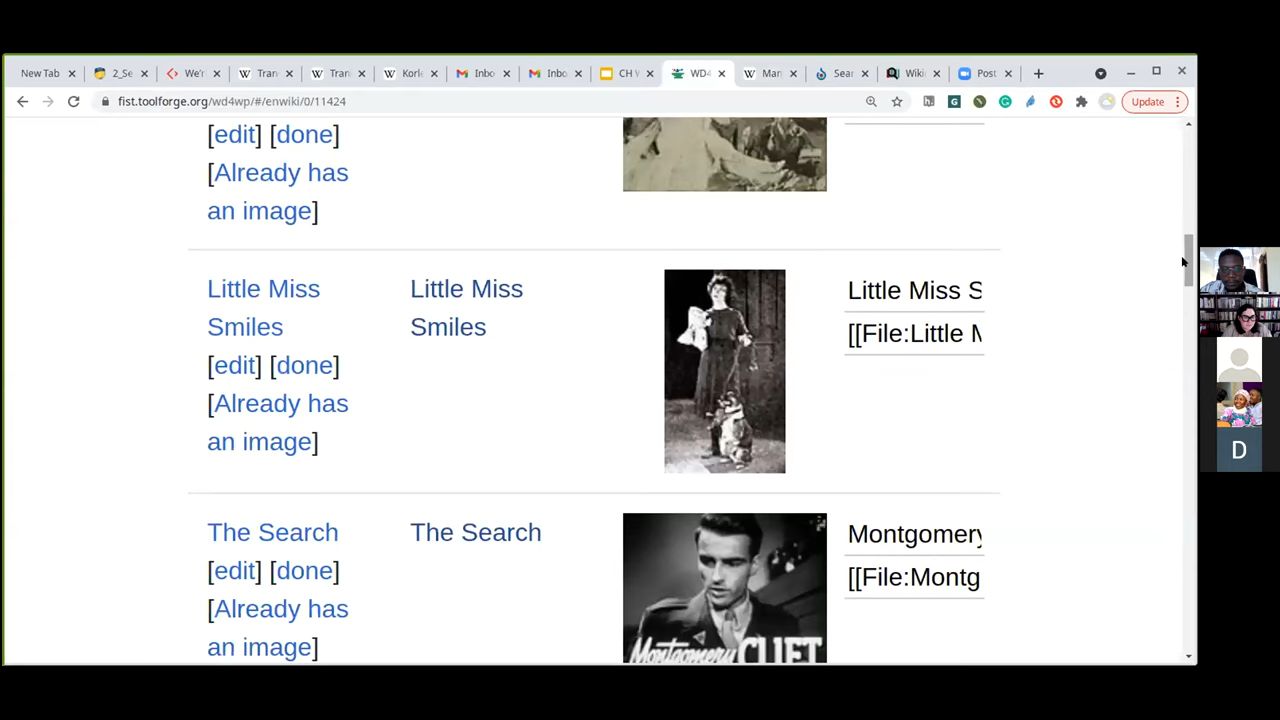 New Tab
2_Se
We'r
Tran
Tran
Korle
Inbo
Inbo
CH V
WD4
Man
Sear
Wiki
Post
fist.toolforge.org/wd4wp/#/enwiki/0/11424
Update
[edit] [done]
[Already has
an image]
Little Miss
Smiles
[edit] [done]
[Already has
an image]
Little Miss
Smiles
Little Miss S
[[File:Little M
The Search
[edit] [done]
[Already has
an image]
The Search
Montgomery CLIFT
Montgomery
[[File:Montg
D